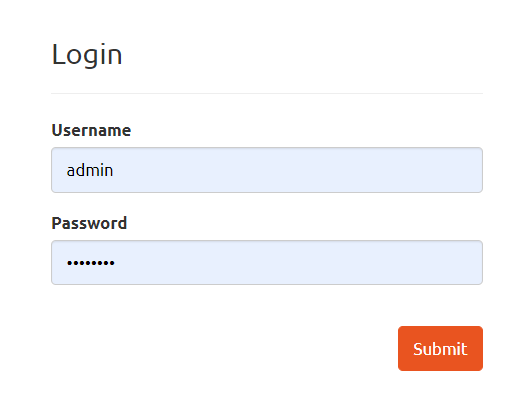 Login
Username
admin
Password
••••••••
Submit